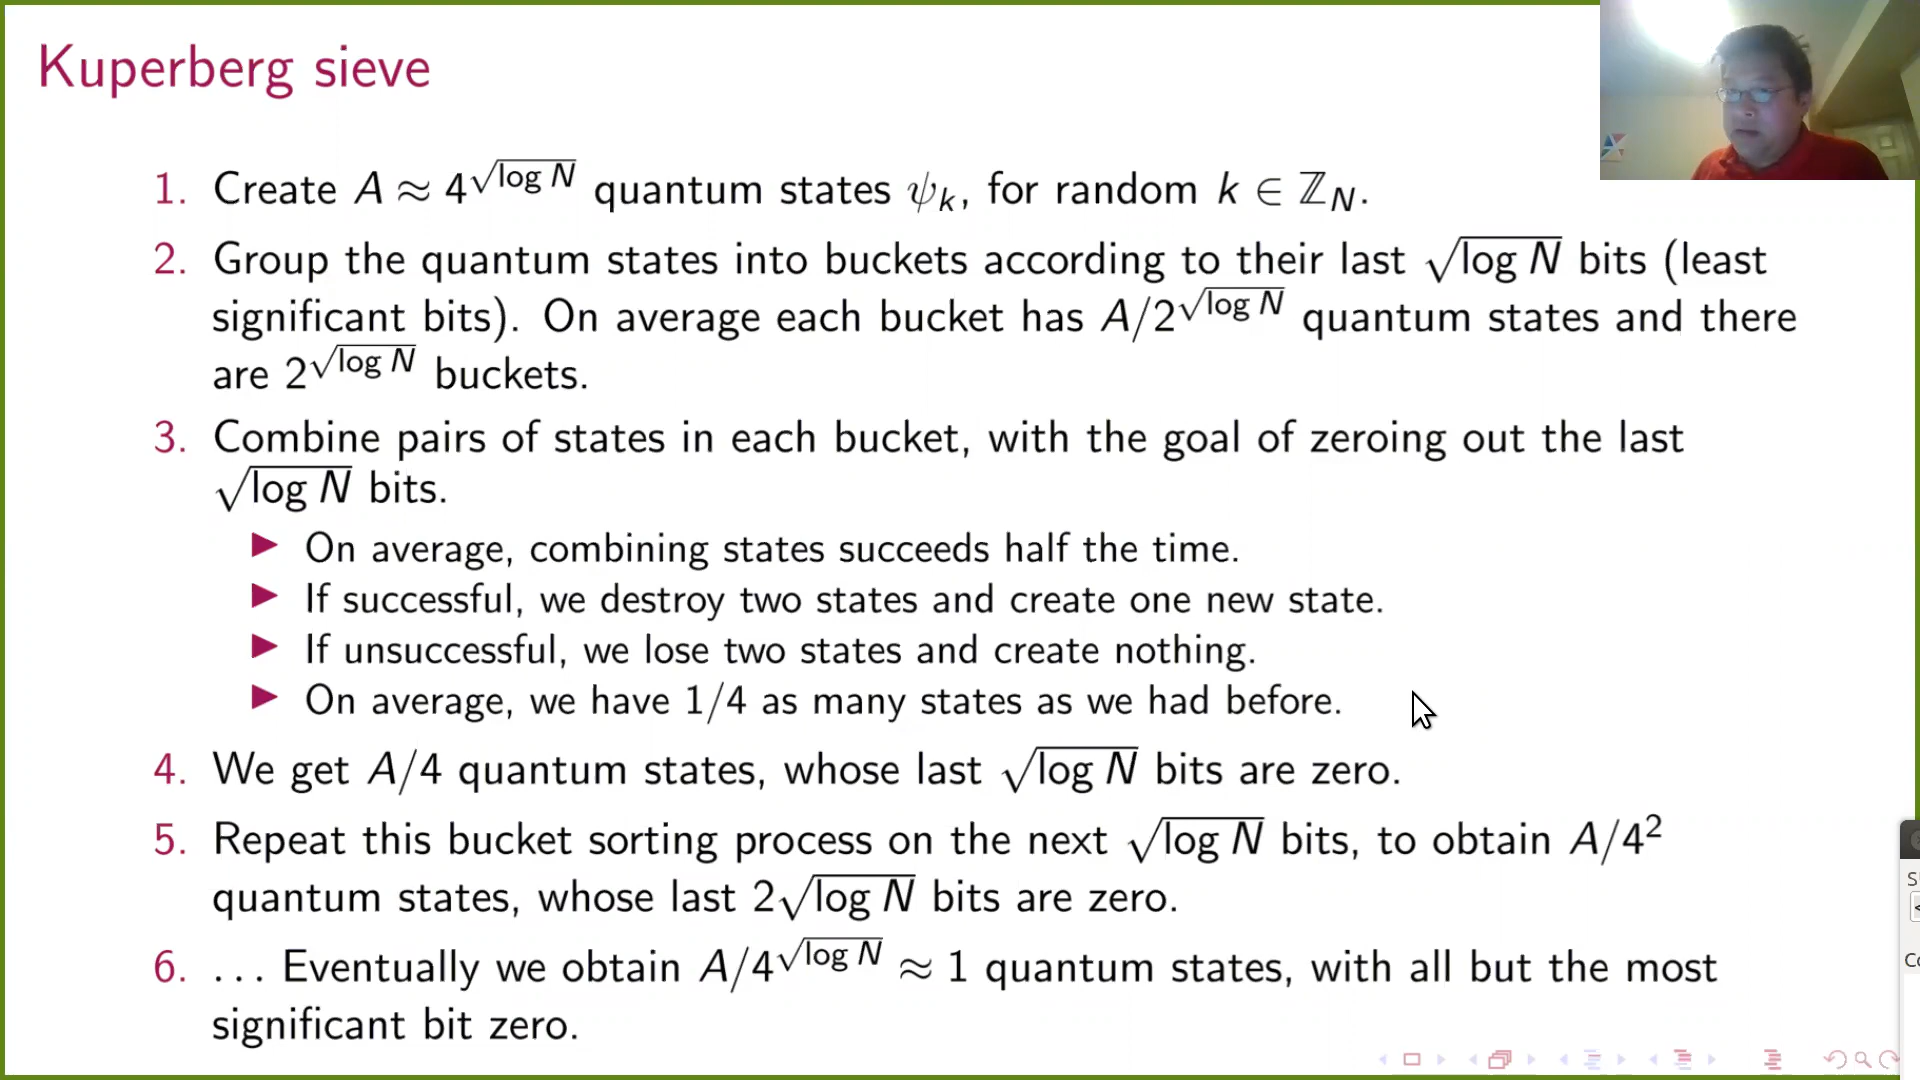 Kuperberg sieve
1. Create A ≈ 4^√(log N) quantum states ψ_k, for random k ∈ ℤ_N.
2. Group the quantum states into buckets according to their last √(log N) bits (least
significant bits). On average each bucket has A/2^√(log N) quantum states and there
are 2^√(log N) buckets.
3. Combine pairs of states in each bucket, with the goal of zeroing out the last
√(log N) bits.
▶ On average, combining states succeeds half the time.
▶ If successful, we destroy two states and create one new state.
▶ If unsuccessful, we lose two states and create nothing.
▶ On average, we have 1/4 as many states as we had before.
4. We get A/4 quantum states, whose last √(log N) bits are zero.
5. Repeat this bucket sorting process on the next √(log N) bits, to obtain A/4²
quantum states, whose last 2√(log N) bits are zero.
6. ... Eventually we obtain A/4^√(log N) ≈ 1 quantum states, with all but the most
significant bit zero.